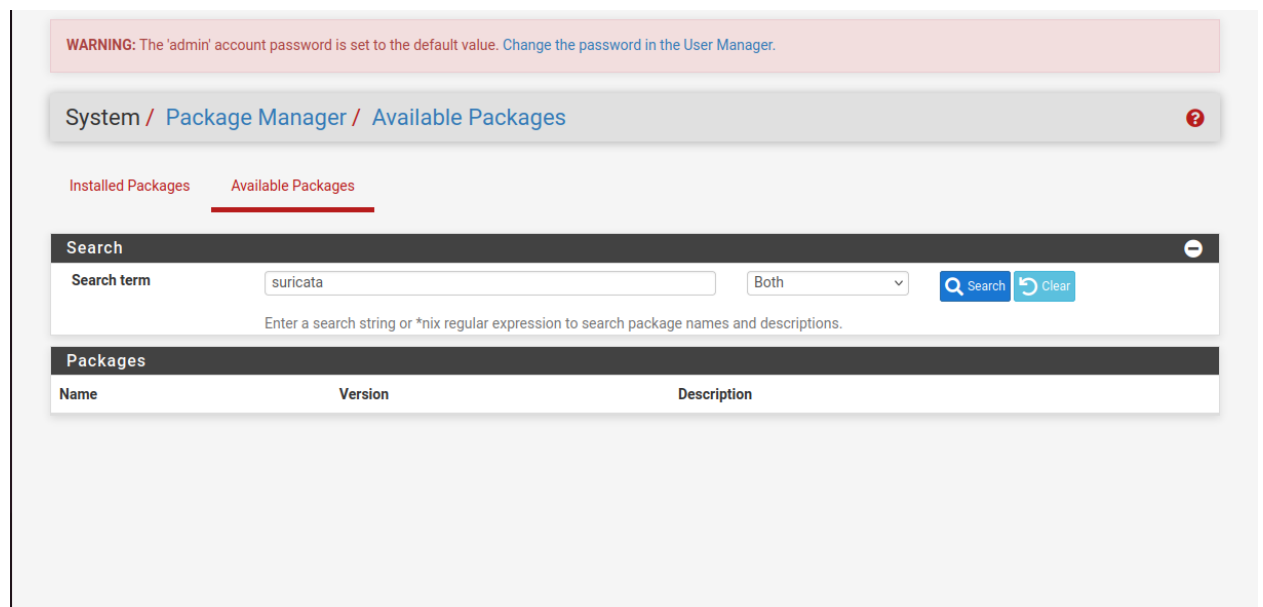 WARNING: The 'admin' account password is set to the default value. Change the password in the User Manager.
System / Package Manager / Available Packages
Installed Packages Available Packages
Search
Search term suricata Both Search Clear
Enter a search string or *nix regular expression to search package names and descriptions.
Packages
Name Version Description